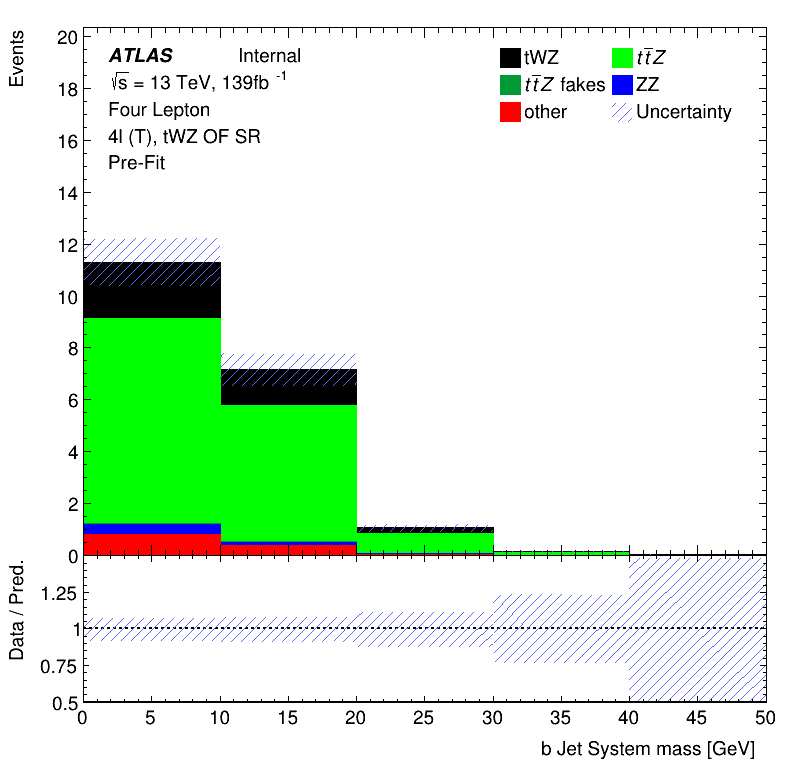 Events
20
18
16
14
12
10
8
6
4
2
0
ATLAS Internal
√s = 13 TeV, 139fb -1
Four Lepton
4l (T), tWZ OF SR
Pre-Fit
tWZ
tt̄Z
tt̄Z fakes
ZZ
other
Uncertainty
Data / Pred.
1.25
1
0.75
0.5
0 5 10 15 20 25 30 35 40 45 50
b Jet System mass [GeV]